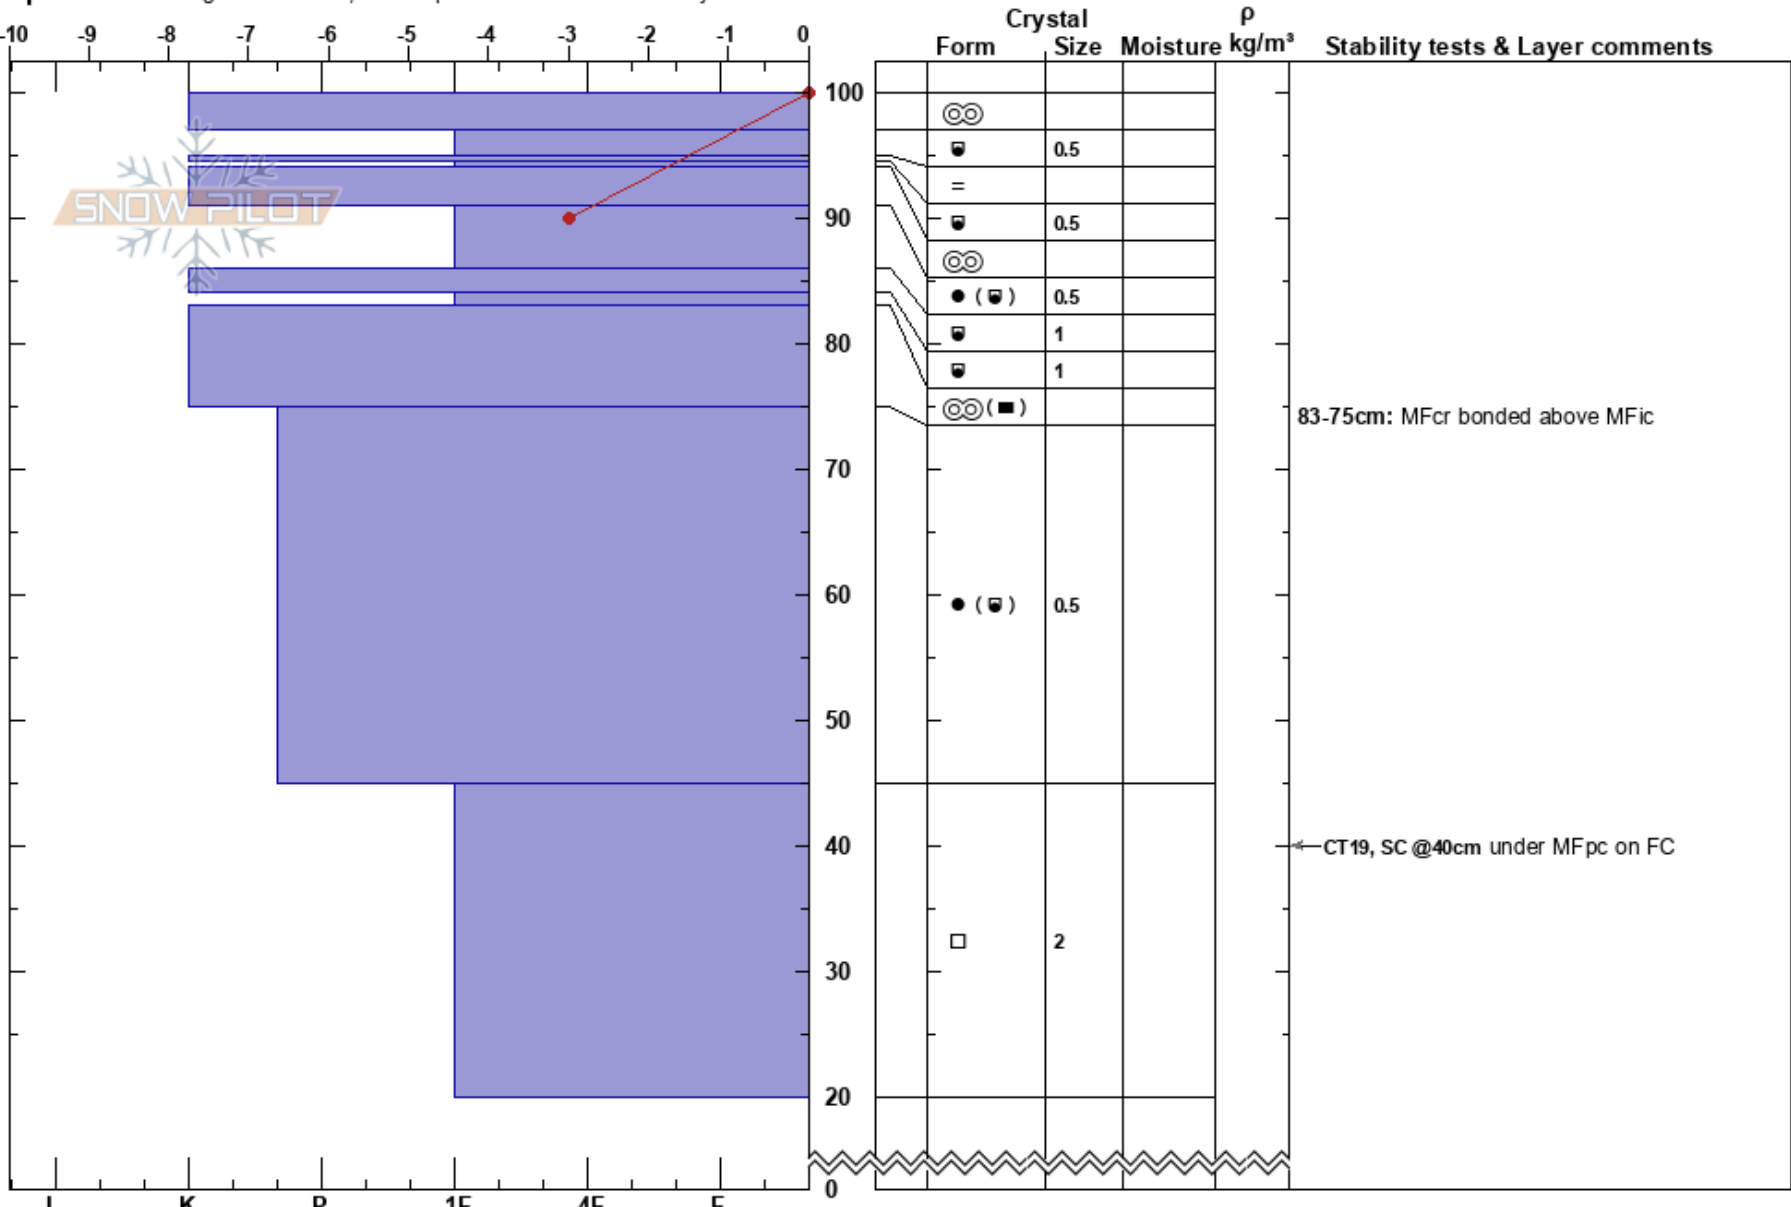 Crystal ρ
-10 -9 -8 -7 -6 -5 -4 -3 -2 -1 0
Form Size Moisture kg/m³ Stability tests & Layer comments
100
0.5
=
SNOW PILOT
90
0.5
( ) 0.5
80
1
1
( )
83-75cm: MFcr bonded above MFic
70
60
( ) 0.5
50
40
CT19, SC @40cm under MFpc on FC
2
30
20
0
K P 1F 4F F